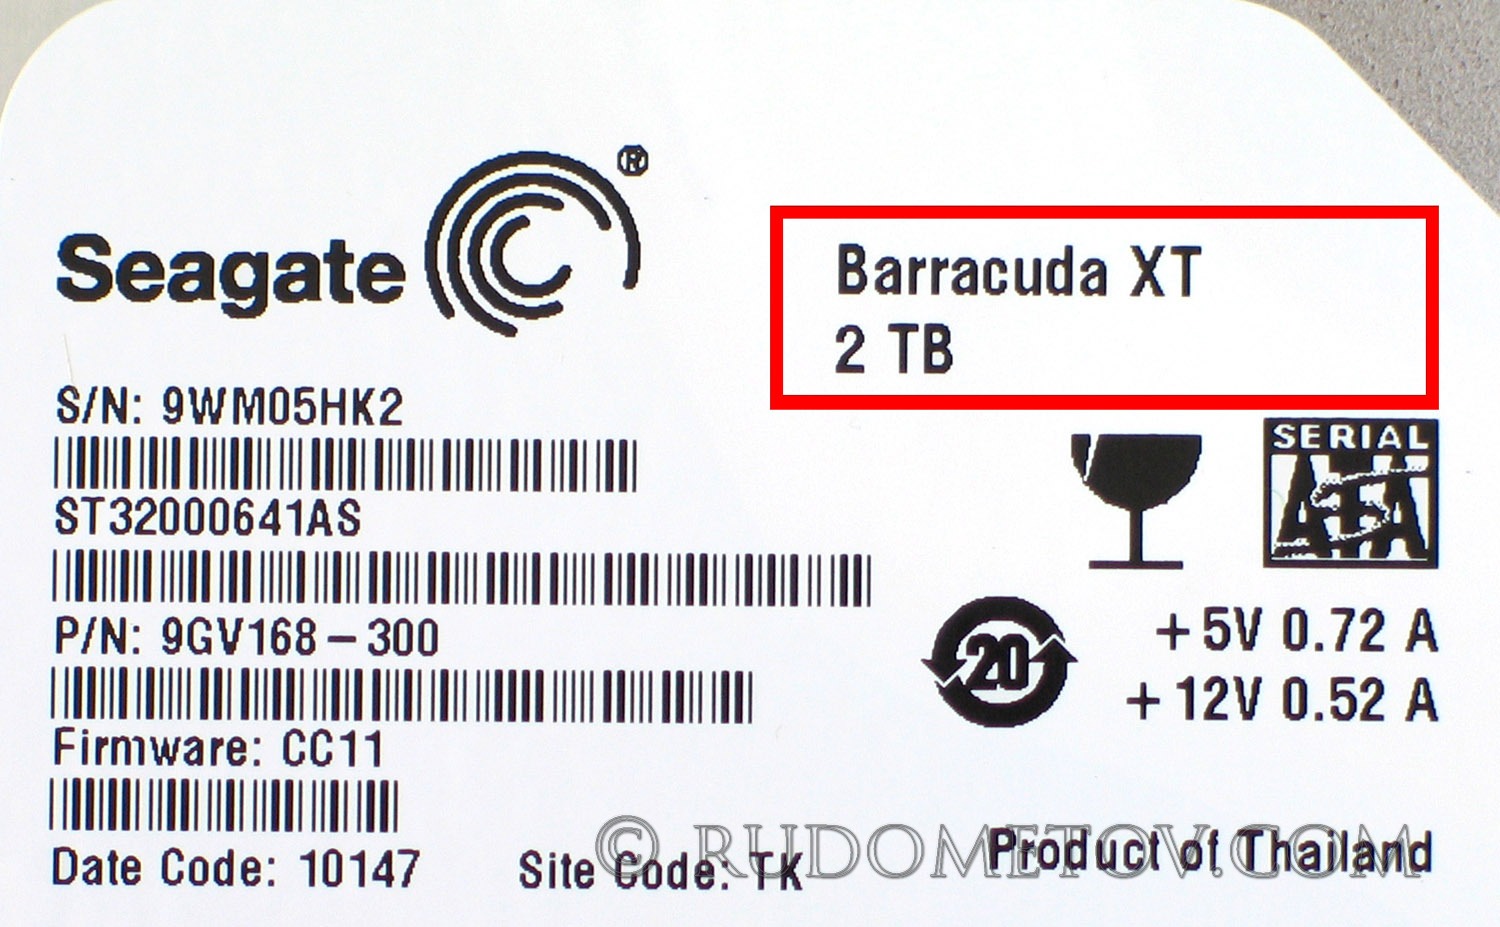 Seagate ®
Barracuda XT
2 TB
S/N: 9WM05HK2
ST32000641AS
SERIAL
ATA
P/N: 9GV168-300
20
+5V 0.72 A
+12V 0.52 A
Firmware: CC11
Date Code: 10147
Site Code: TK
Product of Thailand
© RUDOMETOV.COM